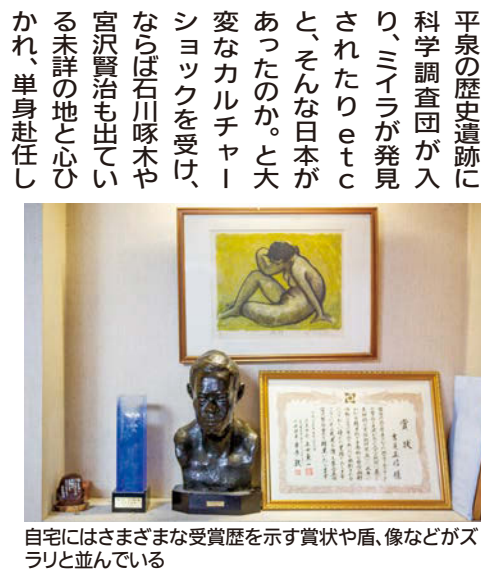 平泉の歴史遺跡に
科学調査団が入
り、ミイラが発見
されたりetc
と、そんな日本が
あったのか。と大
変なカルチャー
ショックを受け、
ならば石川啄木や
宮沢賢治も出てい
る未詳の地と心ひ
かれ、単身赴任し
賞状
自宅にはさまざまな受賞歴を示す賞状や盾、像などがズ
ラリと並んでいる